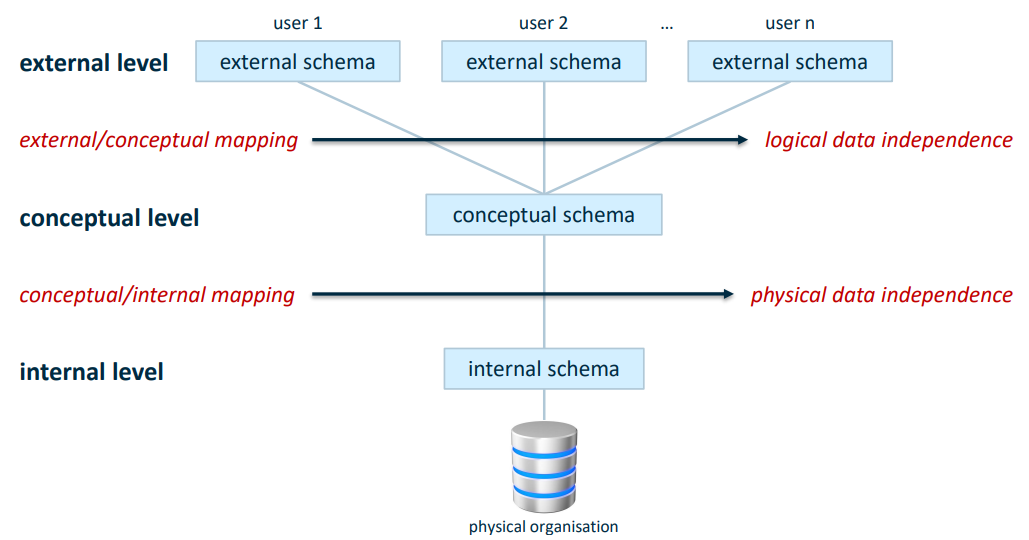 user 1 user 2 ... user n
external level external schema external schema external schema
external/conceptual mapping logical data independence
conceptual level conceptual schema
conceptual/internal mapping physical data independence
internal level internal schema
physical organisation